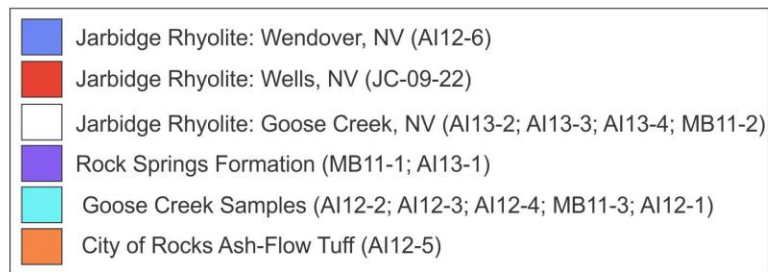 Jarbidge Rhyolite: Wendover, NV (AI12-6)
Jarbidge Rhyolite: Wells, NV (JC-09-22)
Jarbidge Rhyolite: Goose Creek, NV (AI13-2; AI13-3; AI13-4; MB11-2)
Rock Springs Formation (MB11-1; AI13-1)
Goose Creek Samples (AI12-2; AI12-3; AI12-4; MB11-3; AI12-1)
City of Rocks Ash-Flow Tuff (AI12-5)